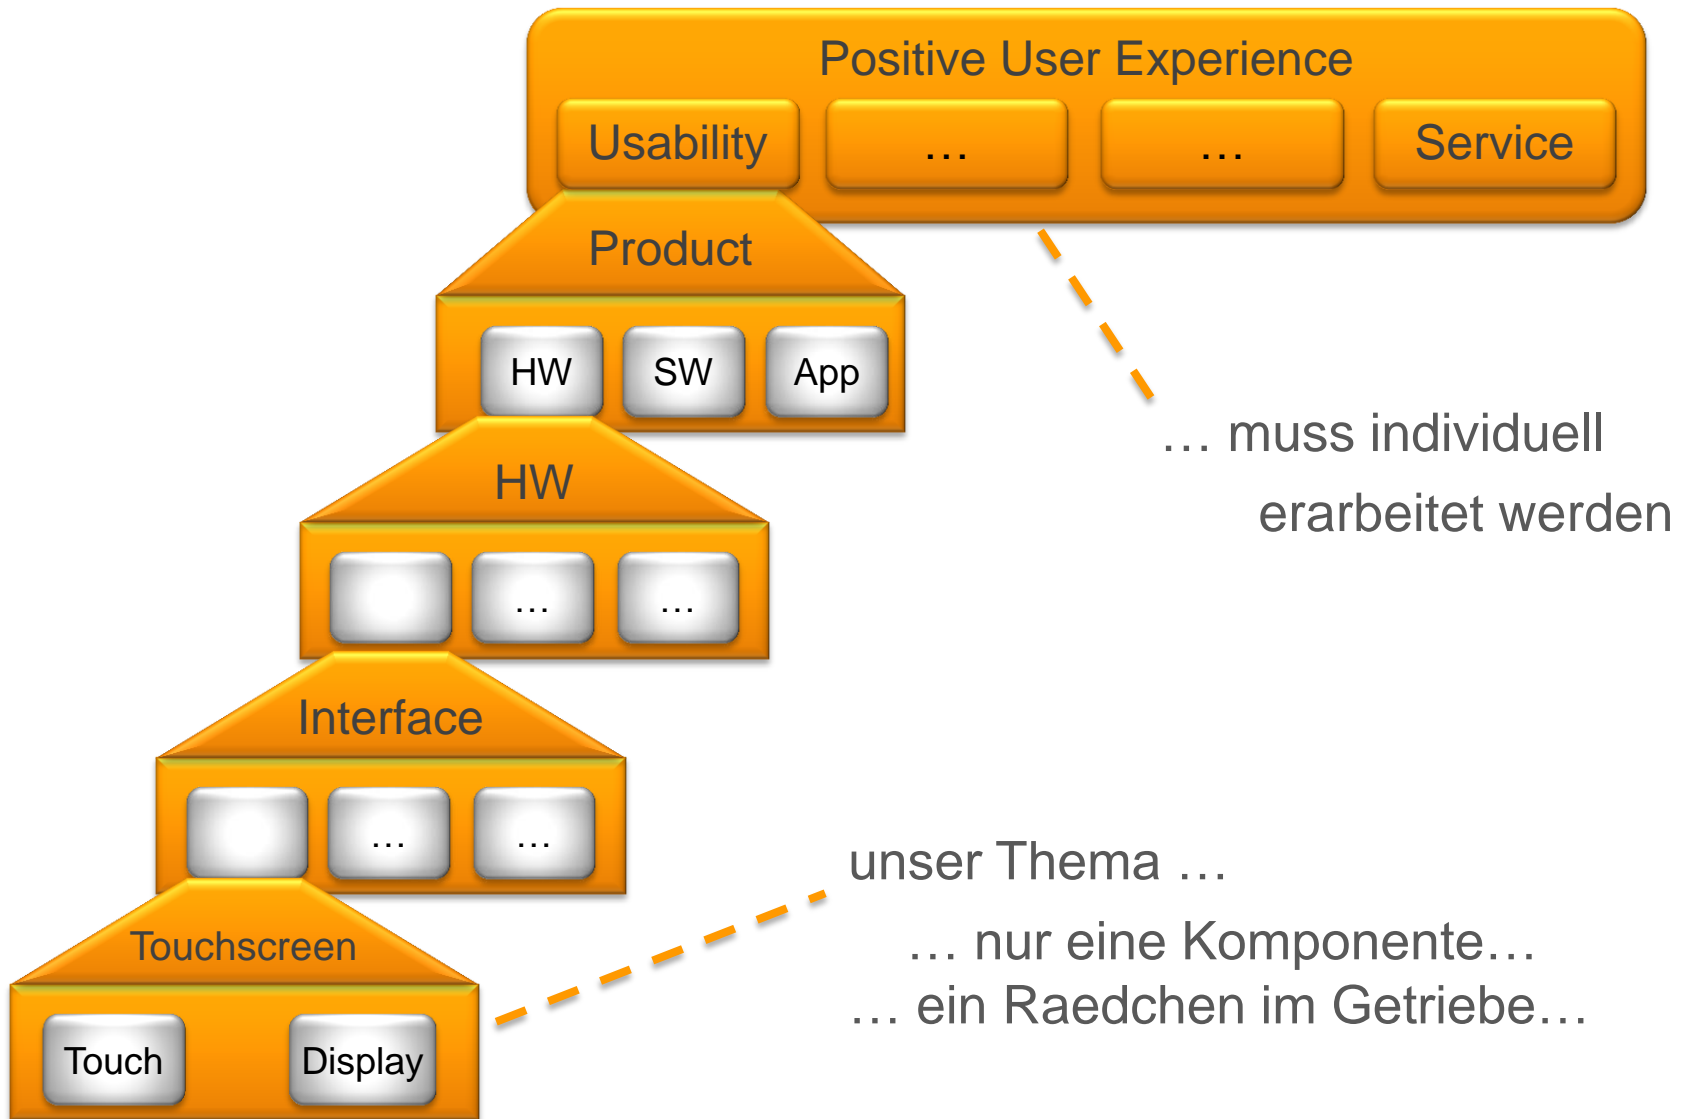 Positive User Experience
Usability … … Service
Product
HW SW App
… muss individuell
erarbeitet werden
HW
… …
Interface
… …
unser Thema …
… nur eine Komponente…
… ein Raedchen im Getriebe…
Touchscreen
Touch Display